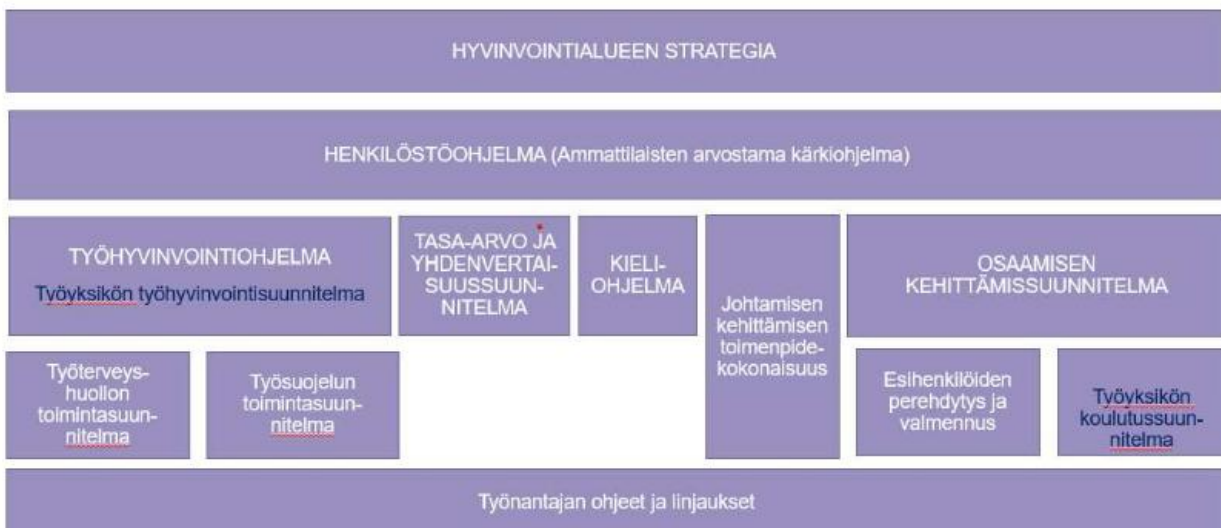 HYVINVOINTIALUEEN STRATEGIA
HENKILÖSTÖOHJELMA (Ammattilaisten arvostama kärkiohjelma)
TYÖHYVINVOINTIOHJELMA
Työyksikön työhyvinvointisuunnitelma
TASA-ARVO JA
YHDENVERTAI-
SUUSSUUN-
NITELMA
KIELI-
OHJELMA
Johtamisen
kehittämisen
toimenpide-
kokonaisuus
OSAAMISEN
KEHITTÄMISSUUNNITELMA
Työterveys-
huollon
toimintasuun-
nitelma
Työsuojelun
toimintasuun-
nitelma
Esihenkilöiden
perehdytys ja
valmennus
Työyksikön
koulutussuun-
nitelma
Työnantajan ohjeet ja linjaukset